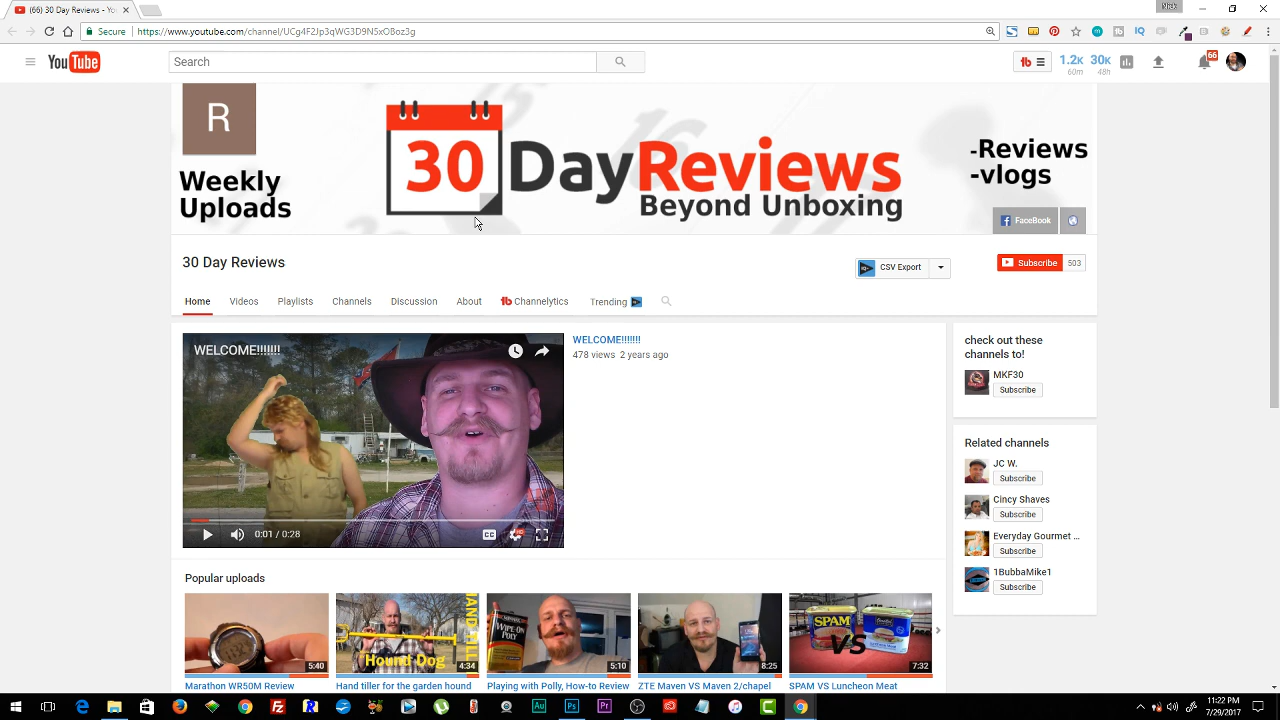 (66) 30 Day Reviews - Yo
Nick
Secure
https://www.youtube.com/channel/UCg4F2Jp3qWG3D9N5xOBoz3g
YouTube
Search
1.2K
60m
30K
48h
66
R
Weekly
Uploads
30 DayReviews
Beyond Unboxing
-Reviews
-vlogs
FaceBook
30 Day Reviews
CSV Export
Subscribe 503
Home Videos Playlists Channels Discussion About Channelytics Trending
WELCOME!!!!!!!
0:01 / 0:28
WELCOME!!!!!!!
478 views 2 years ago
check out these
channels to!
MKF30
Subscribe
Related channels
JC W.
Subscribe
Cincy Shaves
Subscribe
Everyday Gourmet ...
Subscribe
1BubbaMike1
Subscribe
Popular uploads
5:40
Hound Dog
4:34
WIPE-ON
POLY
5:10
8:25
SPAM
VS
7:32
Marathon WR50M Review
Hand tiller for the garden hound
Playing with Polly, How-to Review
ZTE Maven VS Maven 2/chapel
SPAM VS Luncheon Meat
11:22 PM
7/29/2017